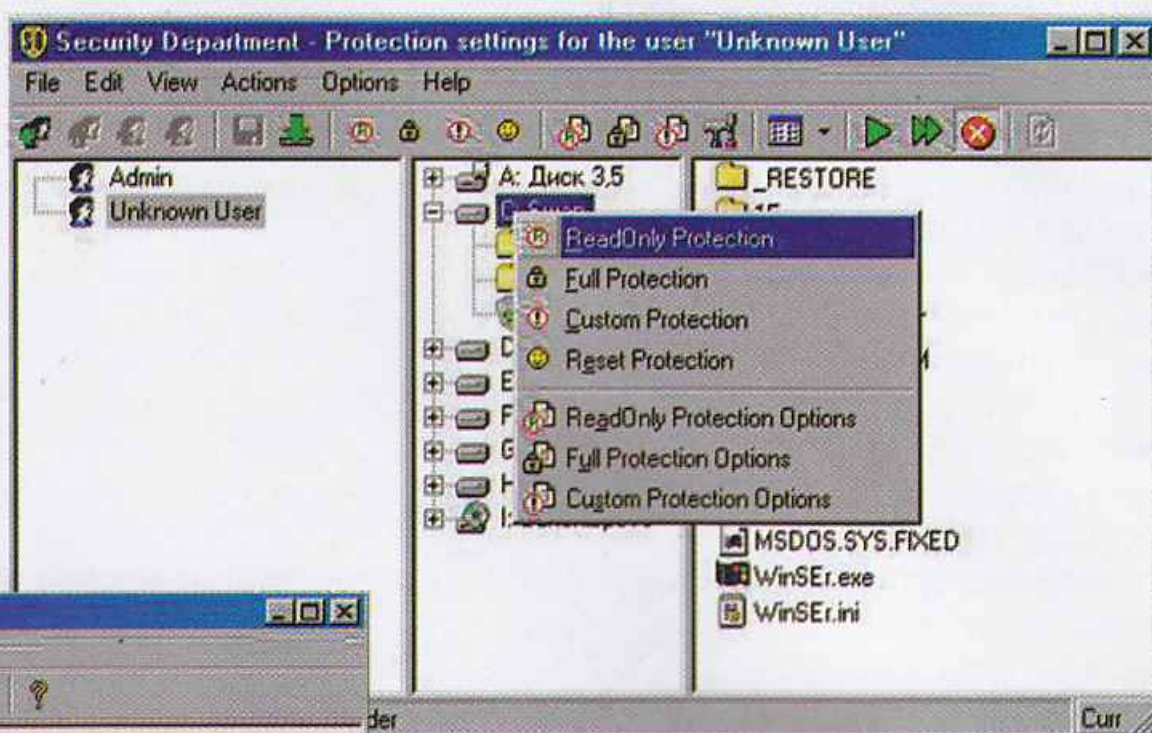 Security Department - Protection settings for the user "Unknown User"
File Edit View Actions Options Help
Admin
Unknown User
A: Диск 3,5
_RESTORE
ReadOnly Protection
Full Protection
Custom Protection
Reset Protection
ReadOnly Protection Options
Full Protection Options
Custom Protection Options
D
E
F
G
H
I:
MSDOS.SYS.FIXED
WinSEr.exe
WinSEr.ini
der
Curr